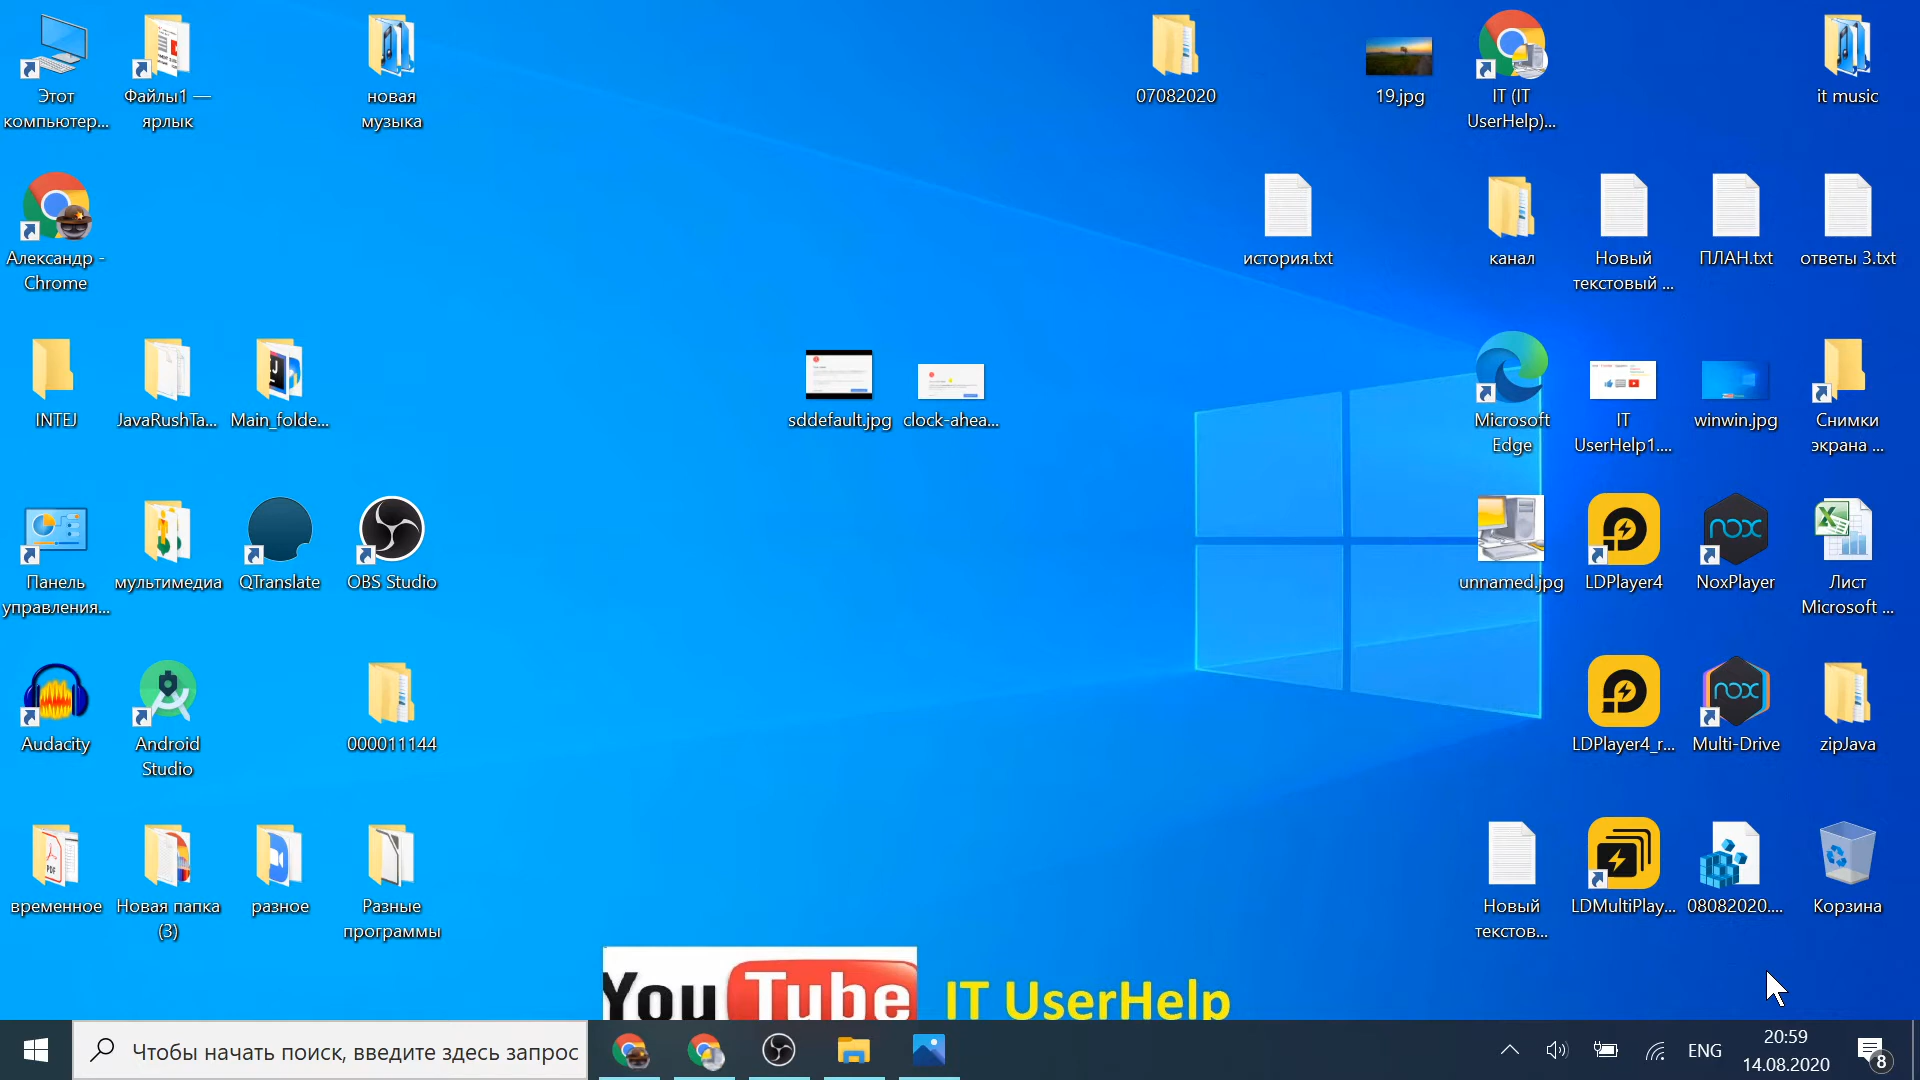 Этот
компьютер...
Файлы1 —
ярлык
новая
музыка
07082020
19.jpg
IT (IT
UserHelp)...
it music
Александр -
Chrome
история.txt
канал
Новый
текстовый ...
ПЛАН.txt
ответы 3.txt
INTEJ
JavaRushTa...
Main_folde...
sddefault.jpg
clock-ahea...
Microsoft
Edge
IT
UserHelp1....
winwin.jpg
Снимки
экрана ...
Панель
управления...
мультимедиа
QTranslate
OBS Studio
unnamed.jpg
LDPlayer4
nox
NoxPlayer
Лист
Microsoft ...
Audacity
Android
Studio
000011144
LDPlayer4_r...
nox
Multi-Drive
zipJava
PDF
временное
Новая папка
(3)
разное
Разные
программы
Новый
текстов...
LDMultiPlay...
08082020....
Корзина
YouTube
IT UserHelp
Чтобы начать поиск, введите здесь запрос
ENG
20:59
14.08.2020
8